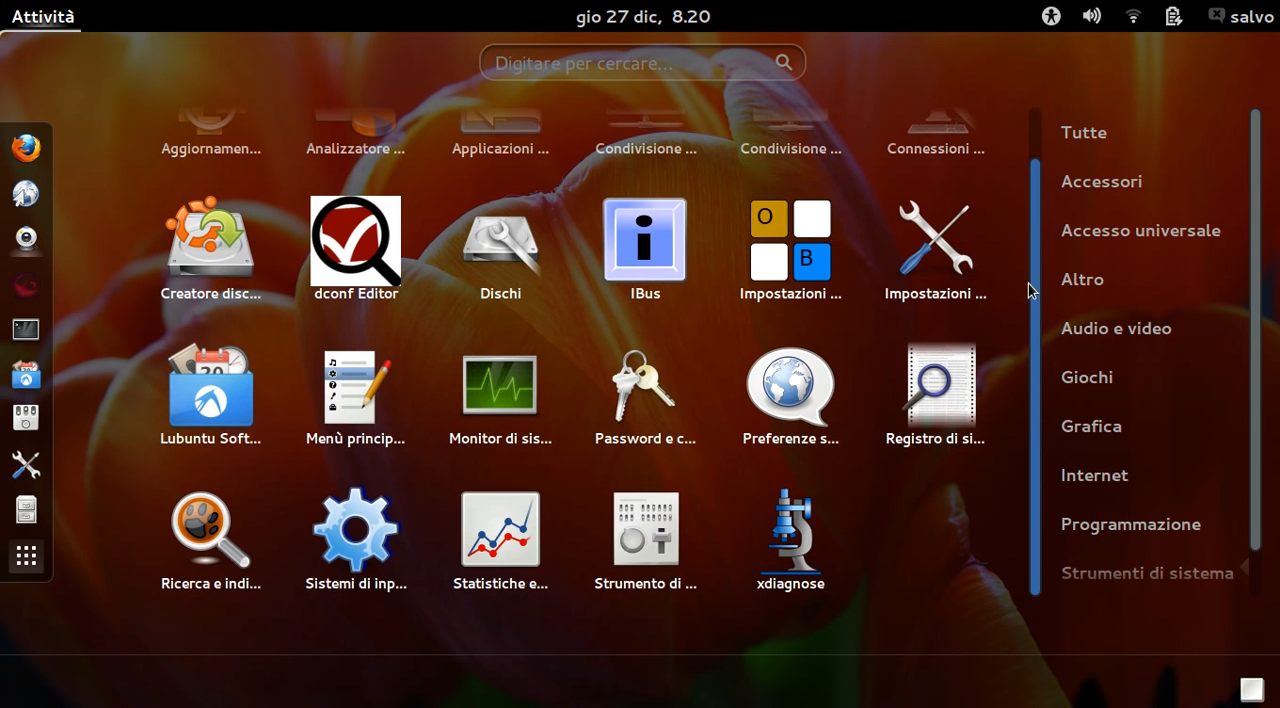 Attività
gio 27 dic, 8.20
salvo
Digitare per cercare...
Aggiornamen...
Analizzatore ...
Applicazioni ...
Condivisione ...
Condivisione ...
Connessioni ...
Creatore disc...
dconf Editor
Dischi
i
IBus
O
B
Impostazioni ...
Impostazioni ...
20
Lubuntu Soft...
Menù princip...
Monitor di sis...
Password e c...
Preferenze s...
Registro di si...
Ricerca e indi...
Sistemi di inp...
Statistiche e...
Strumento di ...
xdiagnose
Tutte
Accessori
Accesso universale
Altro
Audio e video
Giochi
Grafica
Internet
Programmazione
Strumenti di sistema